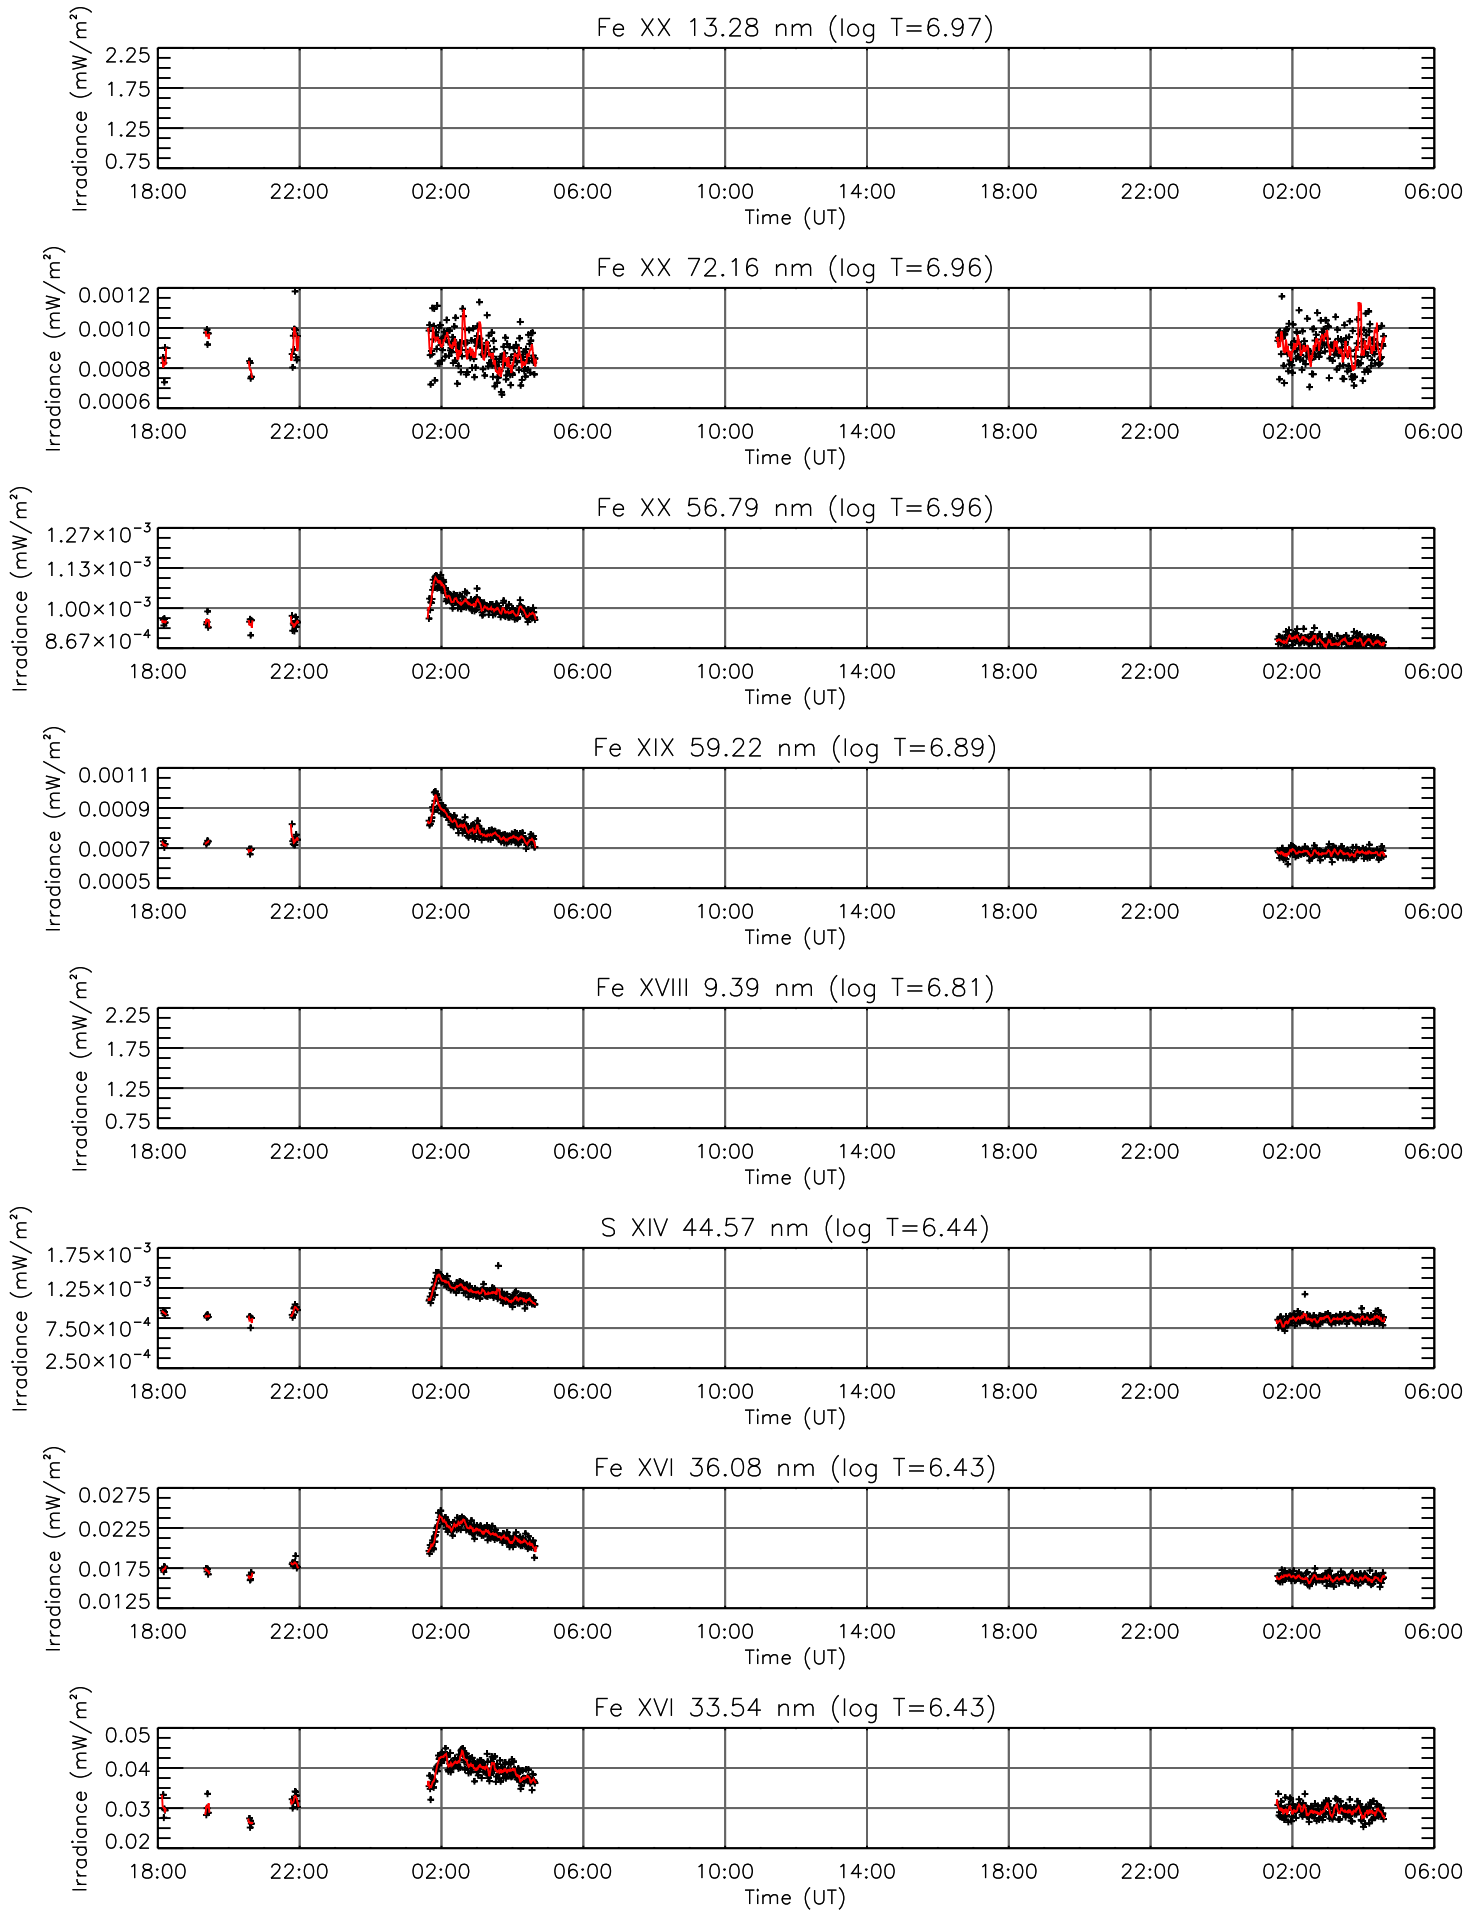 Fe XX 13.28 nm (log T=6.97)
Irradiance (mW/m²)
2.25
1.75
1.25
0.75
18:00 22:00 02:00 06:00 10:00 14:00 18:00 22:00 02:00 06:00
Time (UT)
Fe XX 72.16 nm (log T=6.96)
Irradiance (mW/m²)
0.0012
0.0010
0.0008
0.0006
18:00 22:00 02:00 06:00 10:00 14:00 18:00 22:00 02:00 06:00
Time (UT)
Fe XX 56.79 nm (log T=6.96)
Irradiance (mW/m²)
1.27×10⁻³
1.13×10⁻³
1.00×10⁻³
8.67×10⁻⁴
18:00 22:00 02:00 06:00 10:00 14:00 18:00 22:00 02:00 06:00
Time (UT)
Fe XIX 59.22 nm (log T=6.89)
Irradiance (mW/m²)
0.0011
0.0009
0.0007
0.0005
18:00 22:00 02:00 06:00 10:00 14:00 18:00 22:00 02:00 06:00
Time (UT)
Fe XVIII 9.39 nm (log T=6.81)
Irradiance (mW/m²)
2.25
1.75
1.25
0.75
18:00 22:00 02:00 06:00 10:00 14:00 18:00 22:00 02:00 06:00
Time (UT)
S XIV 44.57 nm (log T=6.44)
Irradiance (mW/m²)
1.75×10⁻³
1.25×10⁻³
7.50×10⁻⁴
2.50×10⁻⁴
18:00 22:00 02:00 06:00 10:00 14:00 18:00 22:00 02:00 06:00
Time (UT)
Fe XVI 36.08 nm (log T=6.43)
Irradiance (mW/m²)
0.0275
0.0225
0.0175
0.0125
18:00 22:00 02:00 06:00 10:00 14:00 18:00 22:00 02:00 06:00
Time (UT)
Fe XVI 33.54 nm (log T=6.43)
Irradiance (mW/m²)
0.05
0.04
0.03
0.02
18:00 22:00 02:00 06:00 10:00 14:00 18:00 22:00 02:00 06:00
Time (UT)